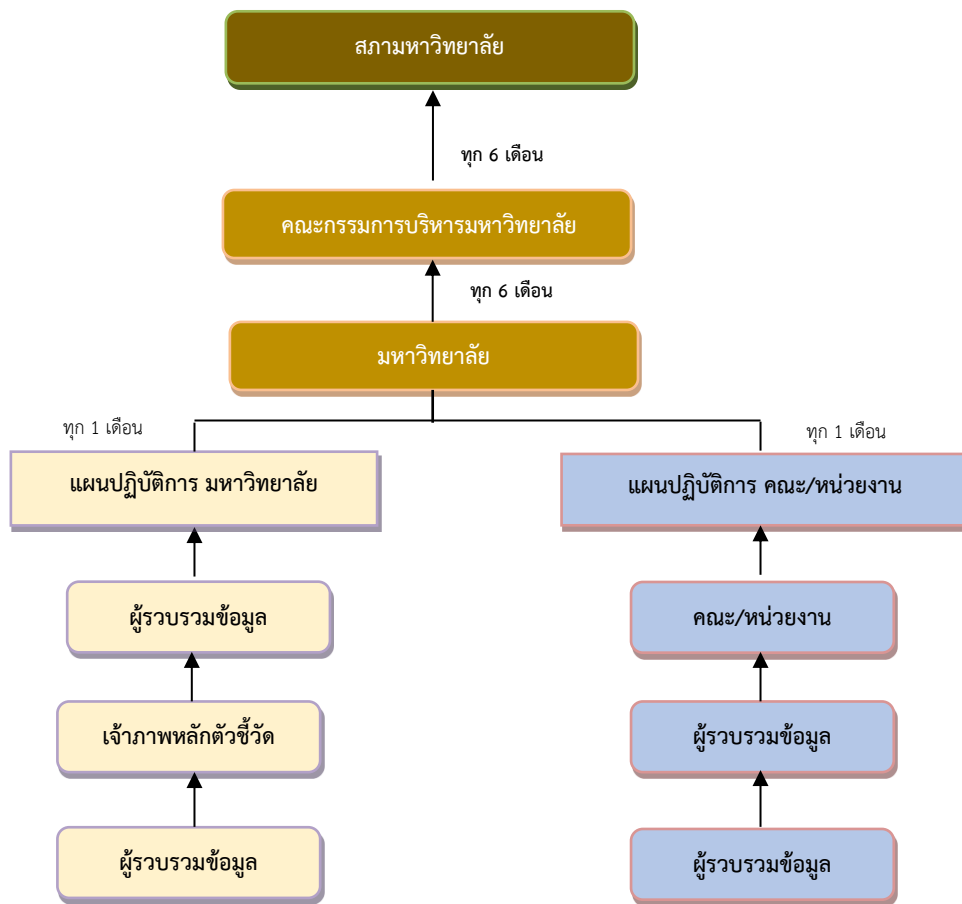 สภามหาวิทยาลัย
ทุก 6 เดือน
คณะกรรมการบริหารมหาวิทยาลัย
ทุก 6 เดือน
มหาวิทยาลัย
ทุก 1 เดือน
ทุก 1 เดือน
แผนปฏิบัติการ มหาวิทยาลัย
แผนปฏิบัติการ คณะ/หน่วยงาน
ผู้รวบรวมข้อมูล
คณะ/หน่วยงาน
เจ้าภาพหลักตัวชี้วัด
ผู้รวบรวมข้อมูล
ผู้รวบรวมข้อมูล
ผู้รวบรวมข้อมูล